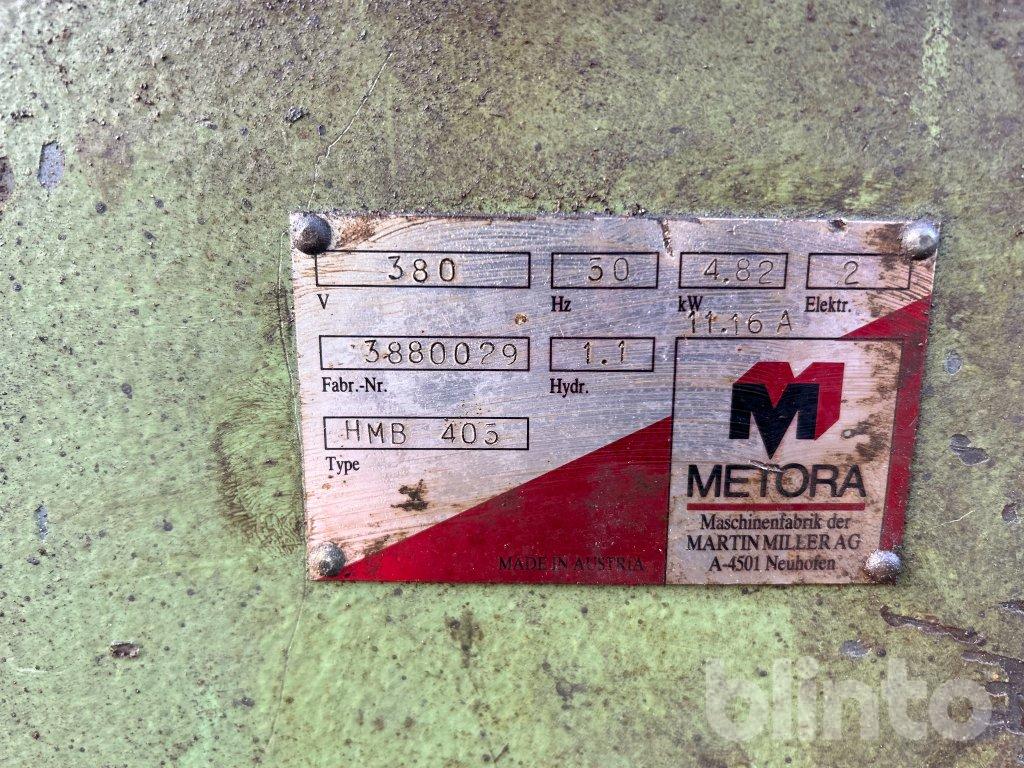 380 50 4.82 2
V Hz kW Elektr.
11.16 A
3880029 1.1
Fabr.-Nr. Hydr.
HMB 405
Type
M
METORA
Maschinenfabrik der
MARTIN MILLER AG
A-4501 Neuhofen
MADE IN AUSTRIA
blinto